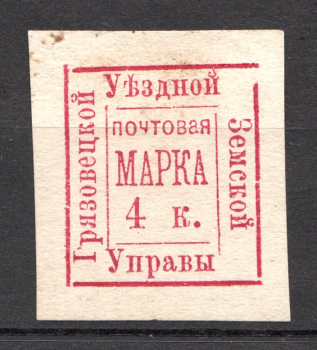 Грязовецкой
Уѣздной
Земской
Управы
почтовая
МАРКА
4 к.